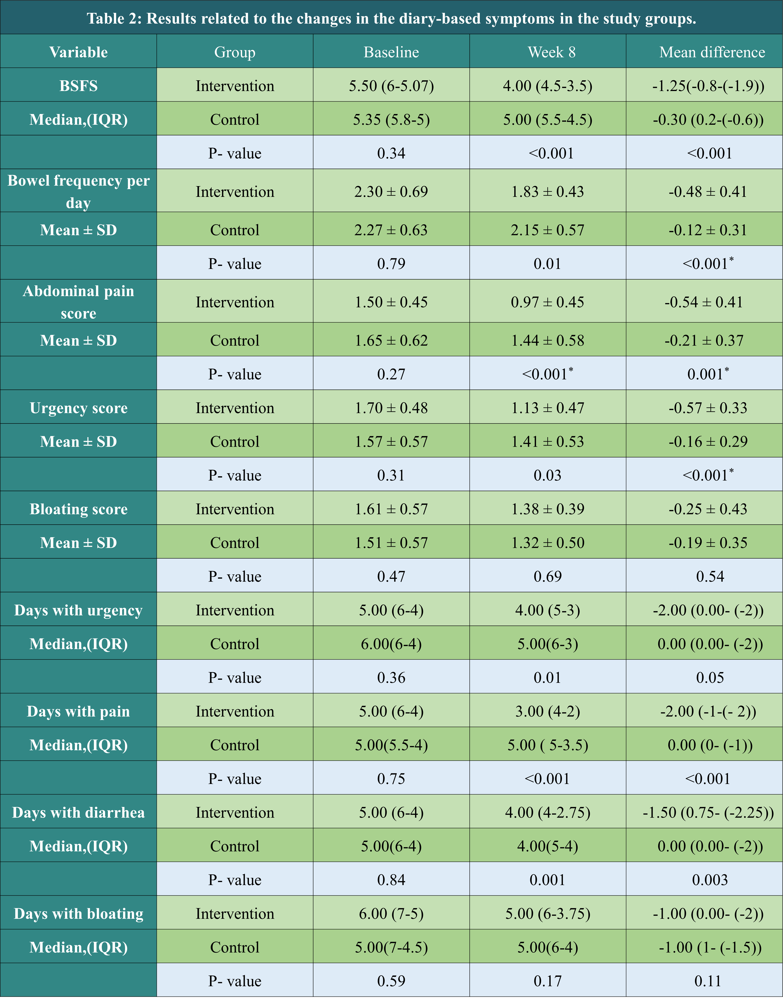 Table 2: Results related to the changes in the diary-based symptoms in the study groups.
Variable Group Baseline Week 8 Mean difference
BSFS Intervention 5.50 (6-5.07) 4.00 (4.5-3.5) -1.25(-0.8-(-1.9))
Median,(IQR) Control 5.35 (5.8-5) 5.00 (5.5-4.5) -0.30 (0.2-(-0.6))
P- value 0.34 <0.001 <0.001
Bowel frequency per
day Intervention 2.30 ± 0.69 1.83 ± 0.43 -0.48 ± 0.41
Mean ± SD Control 2.27 ± 0.63 2.15 ± 0.57 -0.12 ± 0.31
P- value 0.79 0.01 <0.001*
Abdominal pain
score Intervention 1.50 ± 0.45 0.97 ± 0.45 -0.54 ± 0.41
Mean ± SD Control 1.65 ± 0.62 1.44 ± 0.58 -0.21 ± 0.37
P- value 0.27 <0.001* 0.001*
Urgency score Intervention 1.70 ± 0.48 1.13 ± 0.47 -0.57 ± 0.33
Mean ± SD Control 1.57 ± 0.57 1.41 ± 0.53 -0.16 ± 0.29
P- value 0.31 0.03 <0.001*
Bloating score Intervention 1.61 ± 0.57 1.38 ± 0.39 -0.25 ± 0.43
Mean ± SD Control 1.51 ± 0.57 1.32 ± 0.50 -0.19 ± 0.35
P- value 0.47 0.69 0.54
Days with urgency Intervention 5.00 (6-4) 4.00 (5-3) -2.00 (0.00- (-2))
Median,(IQR) Control 6.00(6-4) 5.00(6-3) 0.00 (0.00- (-2))
P- value 0.36 0.01 0.05
Days with pain Intervention 5.00 (6-4) 3.00 (4-2) -2.00 (-1-(- 2))
Median,(IQR) Control 5.00(5.5-4) 5.00 ( 5-3.5) 0.00 (0- (-1))
P- value 0.75 <0.001 <0.001
Days with diarrhea Intervention 5.00 (6-4) 4.00 (4-2.75) -1.50 (0.75- (-2.25))
Median,(IQR) Control 5.00(6-4) 4.00(5-4) 0.00 (0.00- (-2))
P- value 0.84 0.001 0.003
Days with bloating Intervention 6.00 (7-5) 5.00 (6-3.75) -1.00 (0.00- (-2))
Median,(IQR) Control 5.00(7-4.5) 5.00(6-4) -1.00 (1- (-1.5))
P- value 0.59 0.17 0.11